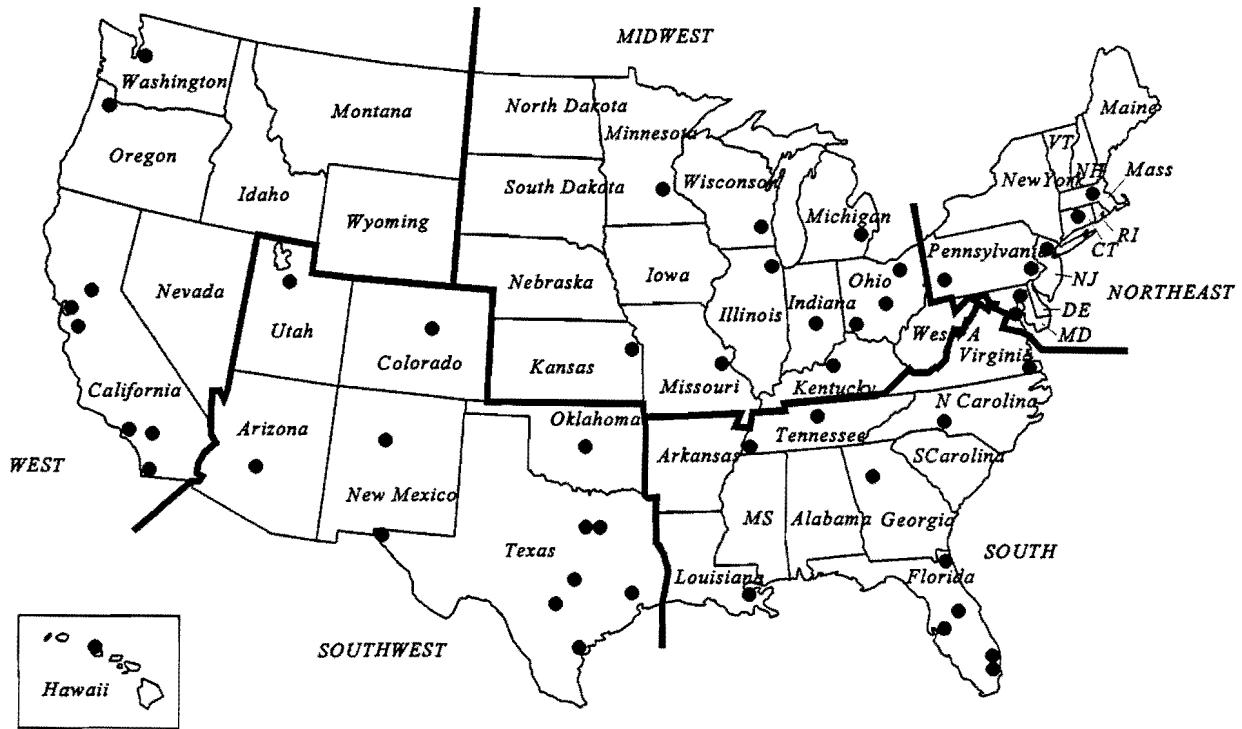 MIDWEST
Washington
Montana
North Dakota
Minnesota
Maine
VT
Oregon
Idaho
South Dakota
Wisconsin
New York
NH
Mass
Wyoming
Michigan
RI
CT
Pennsylvania
Nebraska
Iowa
Ohio
NJ
NORTHEAST
Nevada
Illinois
Indiana
DE
Utah
West VA
MD
Colorado
Kansas
Virginia
California
Missouri
Kentucky
N Carolina
Oklahoma
Arizona
Tennessee
WEST
Arkansas
SCarolina
New Mexico
MS
Alabama
Georgia
Texas
SOUTH
Louisiana
Florida
SOUTHWEST
Hawaii